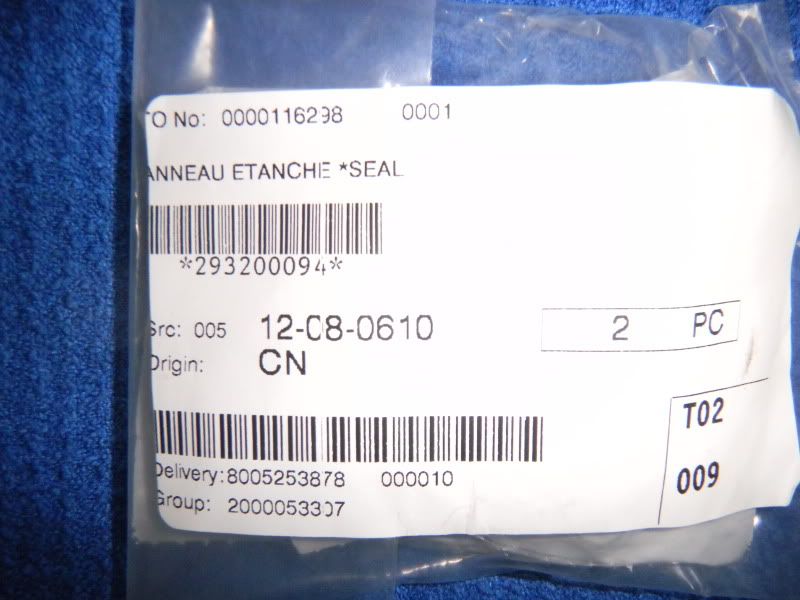 TO No: 0000116298 0001
ANNEAU ETANCHE *SEAL
*293200094*
Src: 005 12-08-0610 2 PC
Origin: CN
T02
Delivery: 8005253878 000010
009
Group: 2000053307